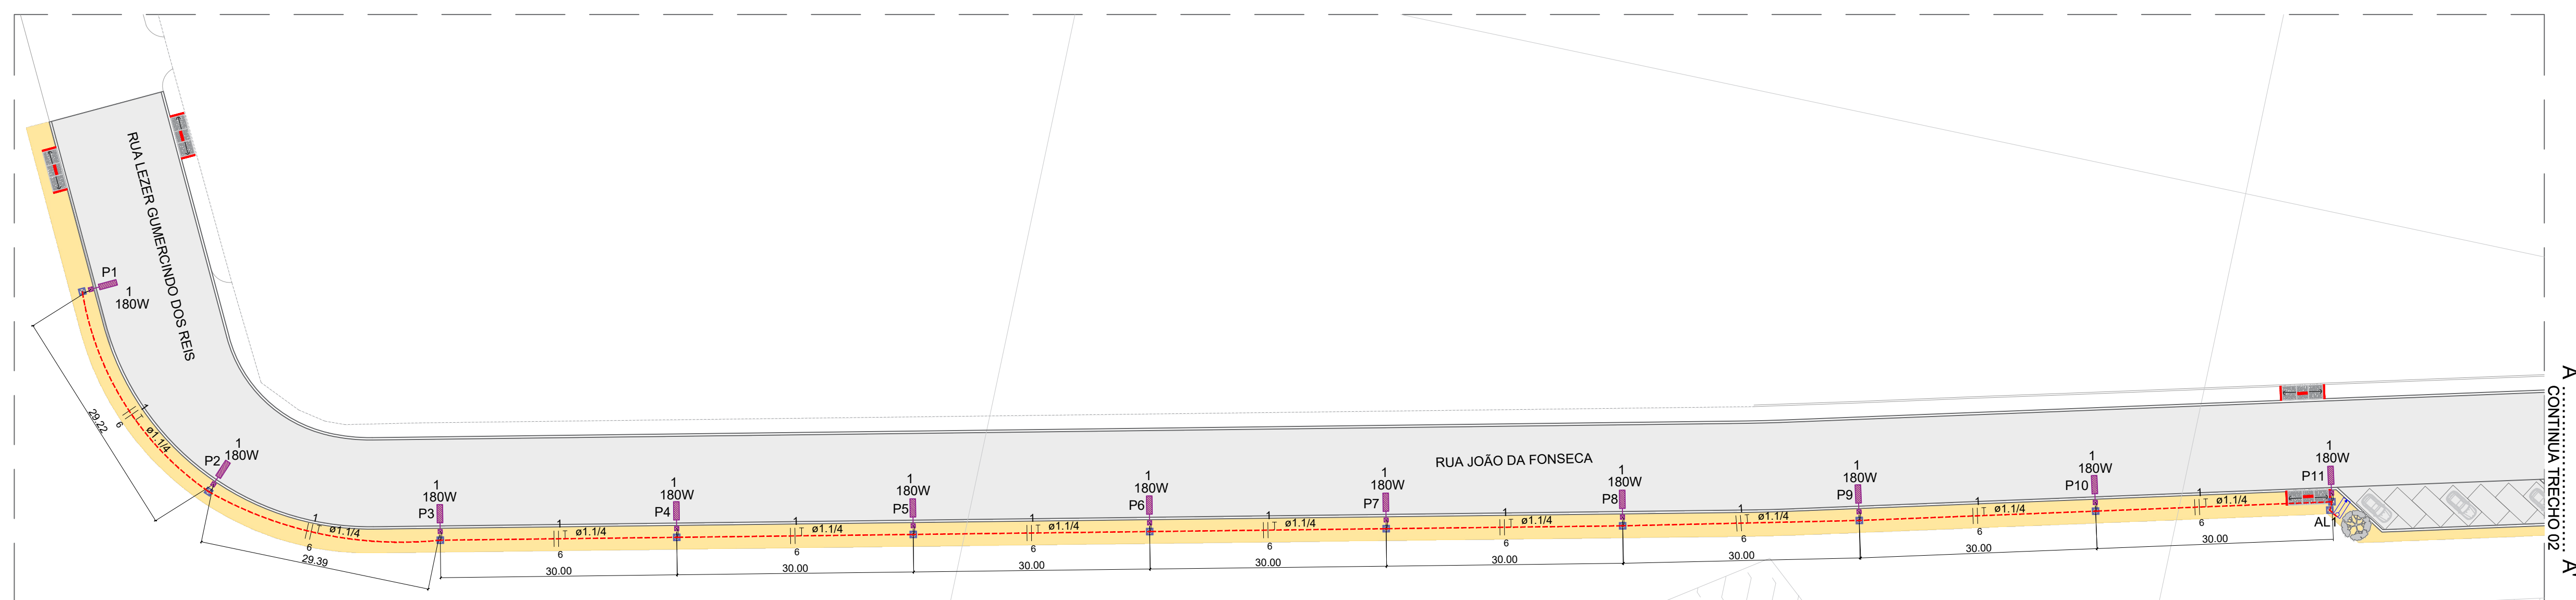 RUA LEZER GUMERCINDO DOS REIS
P1
1
180W
29.22
1
6
ø1.1/4
P2
1
180W
29.39
1
6
ø1.1/4
P3
1
180W
1
6
ø1.1/4
30.00
P4
1
180W
1
6
ø1.1/4
30.00
P5
1
180W
1
6
ø1.1/4
30.00
P6
1
180W
1
6
ø1.1/4
30.00
P7
1
180W
1
6
ø1.1/4
30.00
RUA JOÃO DA FONSECA
P8
1
180W
1
6
ø1.1/4
30.00
P9
1
180W
1
6
ø1.1/4
30.00
P10
1
180W
1
6
ø1.1/4
30.00
P11
1
180W
AL1
A
A'
CONTINUA TRECHO 02